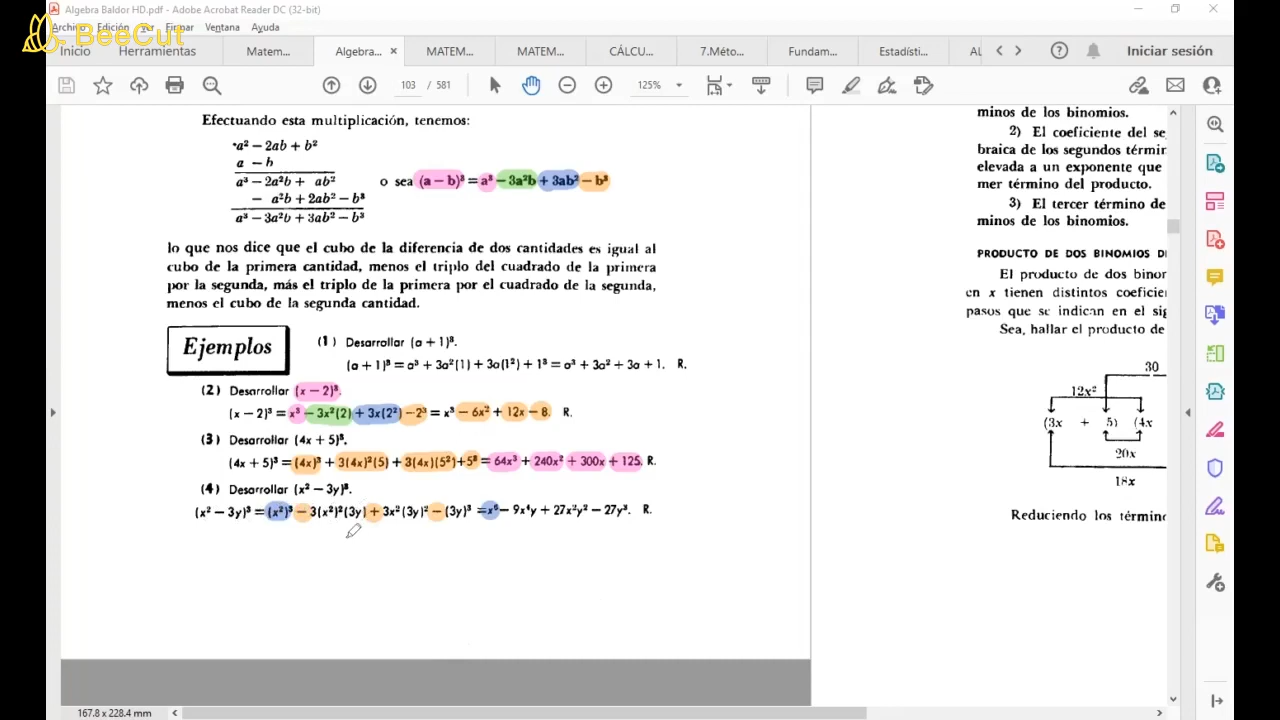 Algebra Baldor HD.pdf - Adobe Acrobat Reader DC (32-bit)
Archivo Edición Ver Firmar Ventana Ayuda
BeeCut
Inicio Herramientas Matem... Algebra... × MATEM... MATEM... CÁLCU... 7.Méto... Fundam... Estadísti... AL Iniciar sesión
103 / 581 125%
Efectuando esta multiplicación, tenemos:
a² − 2ab + b²
a − b
a³ − 2a²b + ab²
− a²b + 2ab² − b³
a³ − 3a²b + 3ab² − b³
o sea (a − b)³ = a³ − 3a²b + 3ab² − b³
lo que nos dice que el cubo de la diferencia de dos cantidades es igual al
cubo de la primera cantidad, menos el triplo del cuadrado de la primera
por la segunda, más el triplo de la primera por el cuadrado de la segunda,
menos el cubo de la segunda cantidad.
Ejemplos
(1) Desarrollar (a + 1)³.
(a + 1)³ = a³ + 3a²(1) + 3a(1²) + 1³ = a³ + 3a² + 3a + 1. R.
(2) Desarrollar (x − 2)³.
(x − 2)³ = x³ − 3x²(2) + 3x(2²) − 2³ = x³ − 6x² + 12x − 8. R.
(3) Desarrollar (4x + 5)³.
(4x + 5)³ = (4x)³ + 3(4x)²(5) + 3(4x)(5²) + 5³ = 64x³ + 240x² + 300x + 125. R.
(4) Desarrollar (x² − 3y)³.
(x² − 3y)³ = (x²)³ − 3(x²)²(3y) + 3x²(3y)² − (3y)³ = x⁶ − 9x⁴y + 27x²y² − 27y³. R.
minos de los binomios.
2) El coeficiente del se
braica de los segundos términ
elevada a un exponente que
mer término del producto.
3) El tercer término de
minos de los binomios.
PRODUCTO DE DOS BINOMIOS DE
El producto de dos binor
en x tienen distintos coeficie
pasos que se indican en el sig
Sea, hallar el producto de
30
12x²
(3x + 5) (4x
20x
18x
Reduciendo los término
167.8 x 228.4 mm